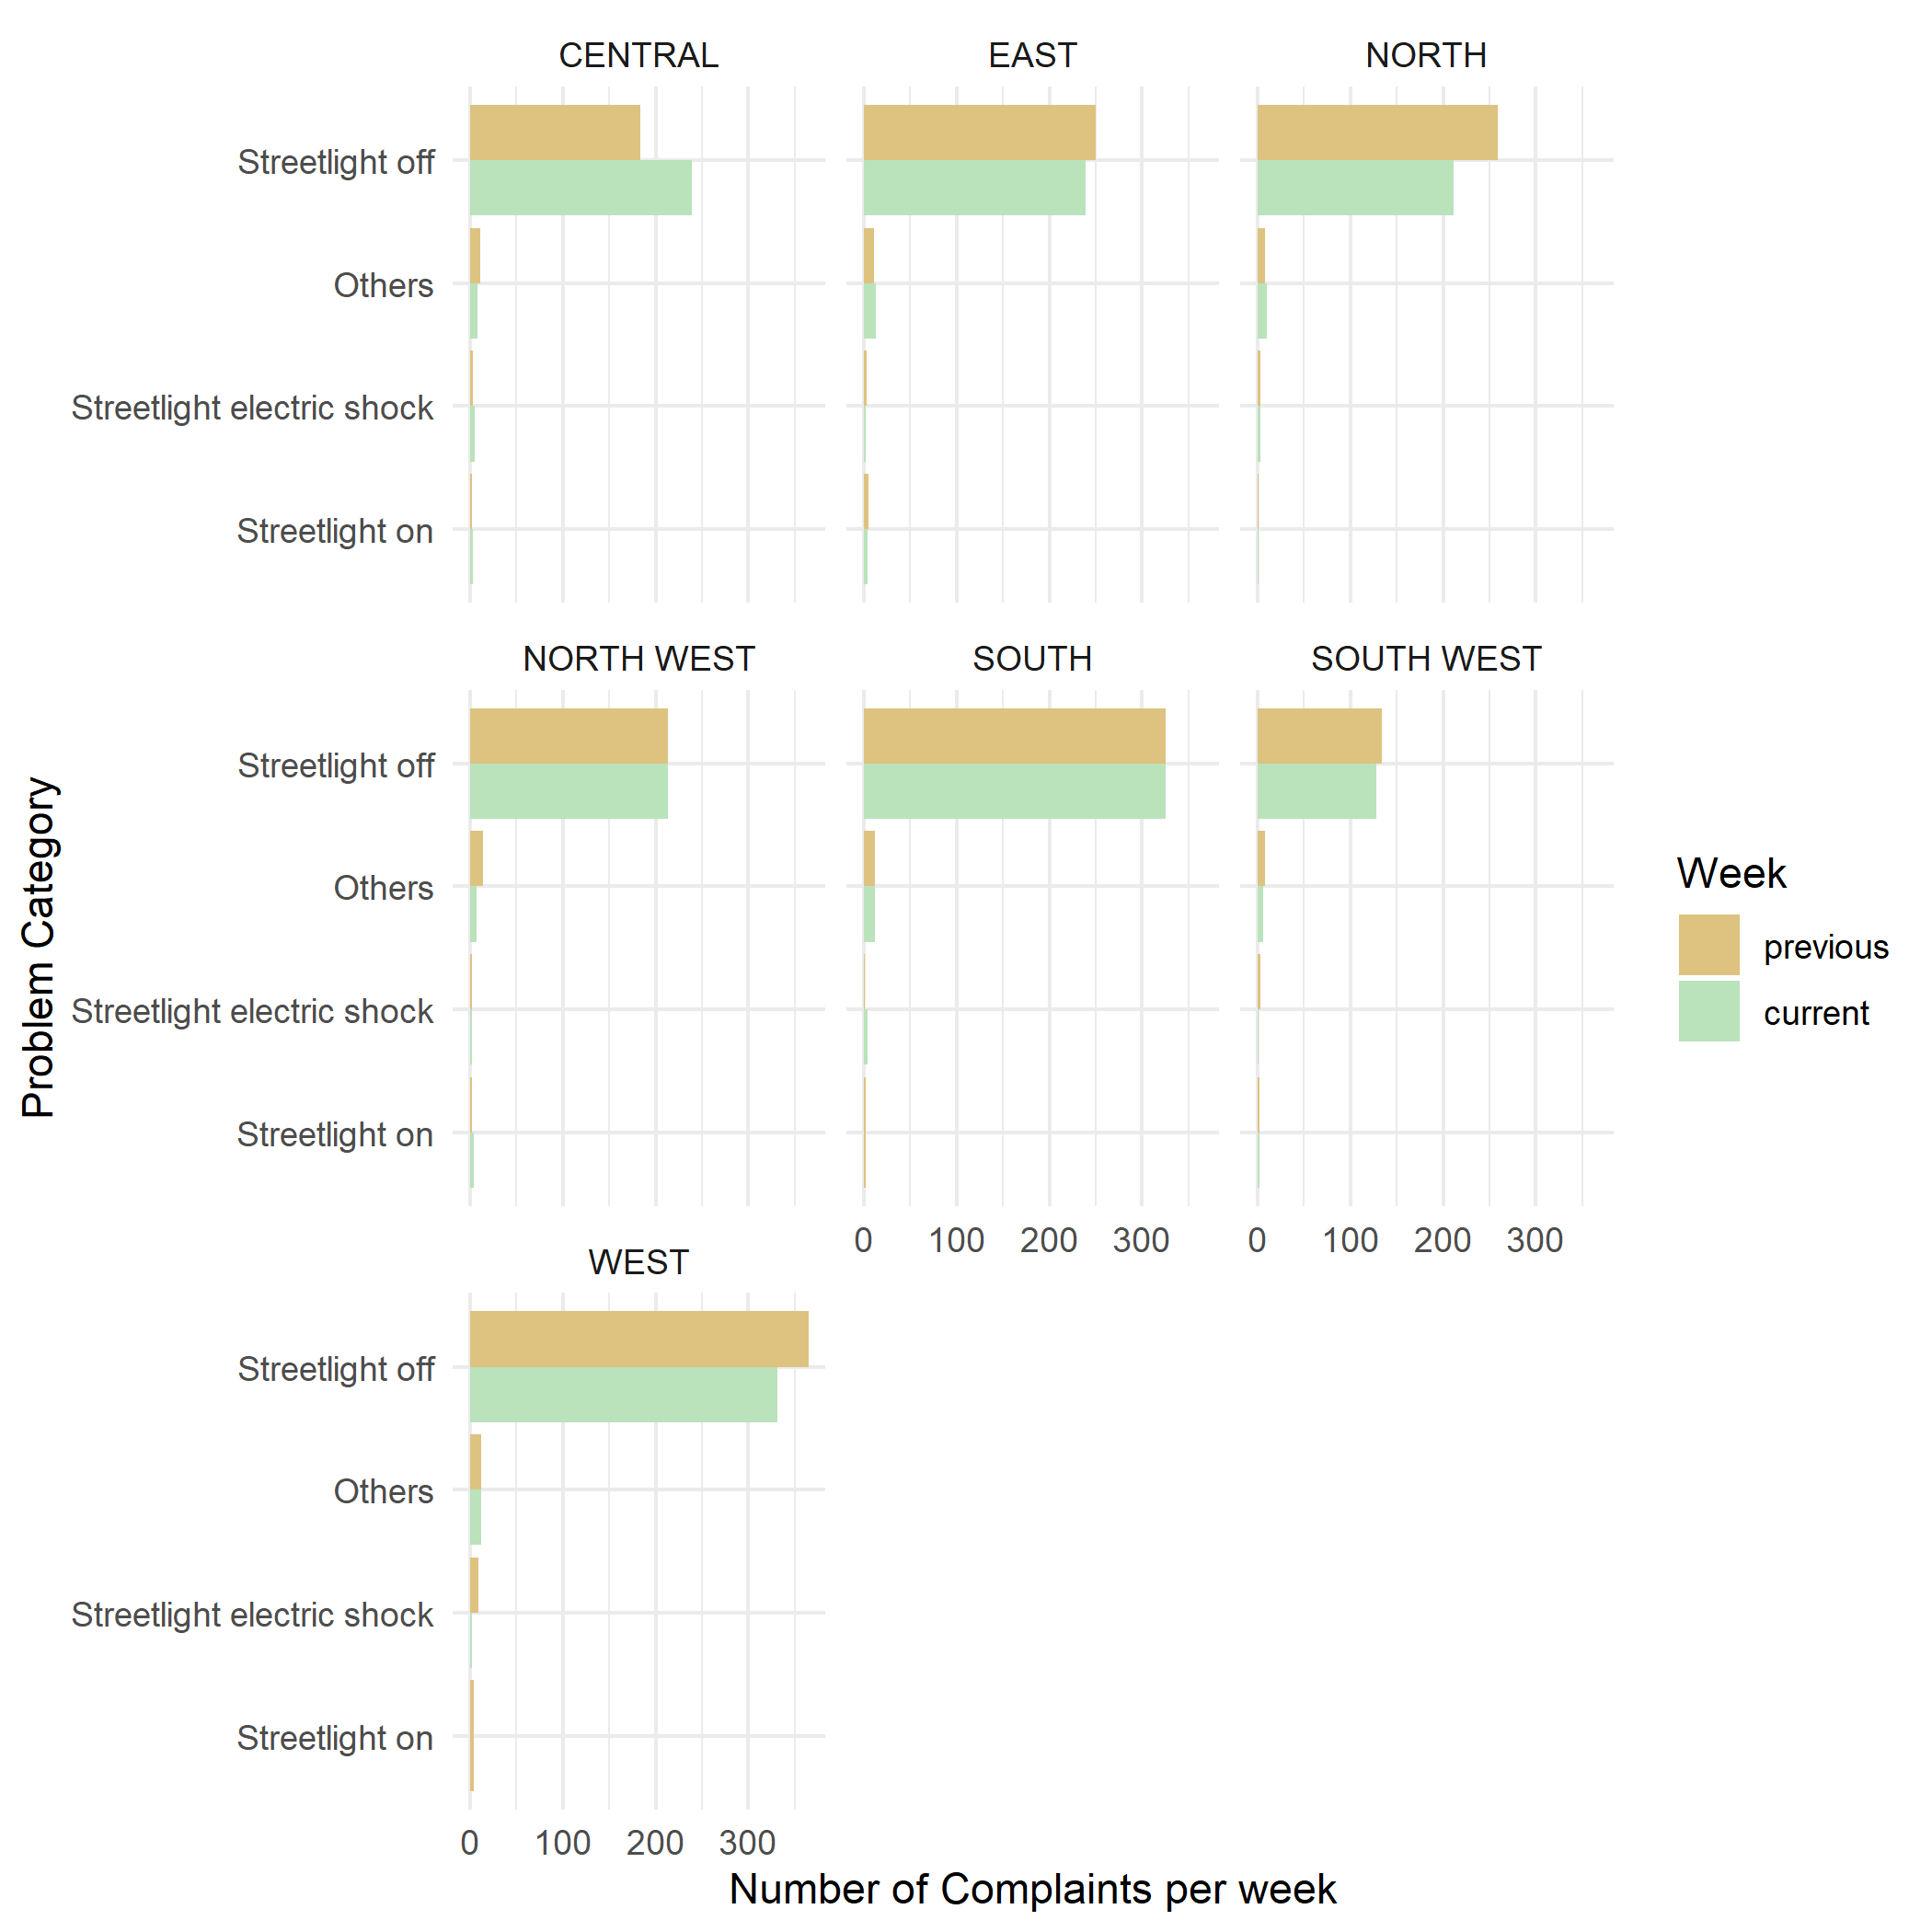 CENTRAL
EAST
NORTH
Streetlight off
Others
Streetlight electric shock
Streetlight on
NORTH WEST
SOUTH
SOUTH WEST
Streetlight off
Others
Streetlight electric shock
Streetlight on
0 100 200 300
0 100 200 300
WEST
Streetlight off
Others
Streetlight electric shock
Streetlight on
0 100 200 300
Number of Complaints per week
Problem Category
Week
previous
current